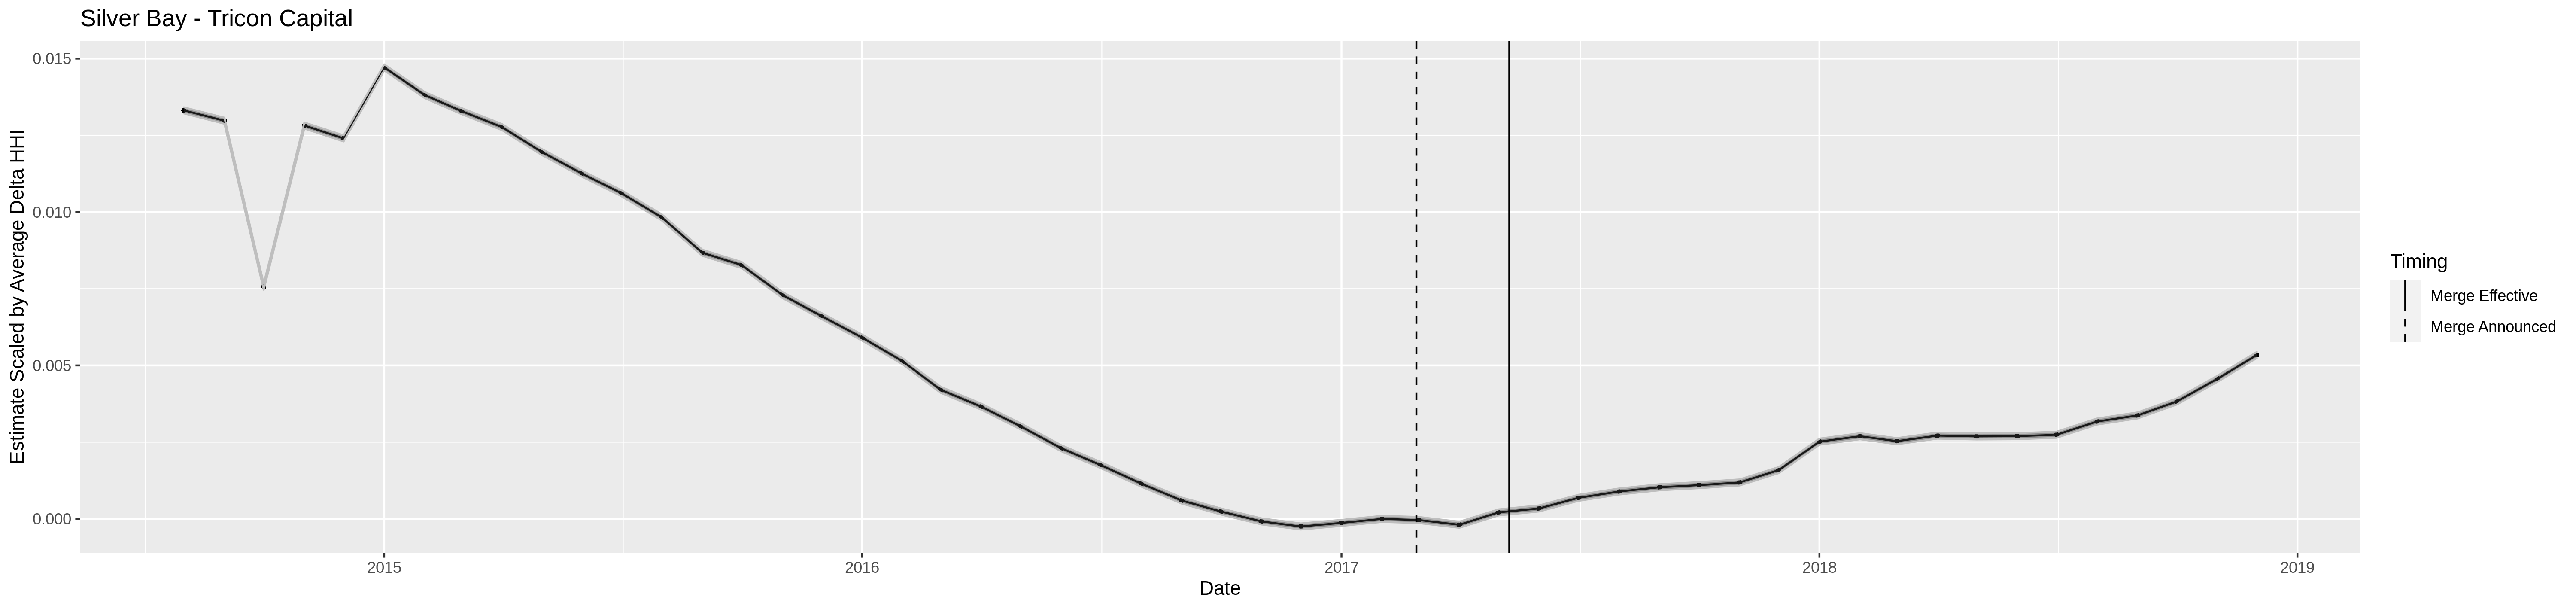 Silver Bay - Tricon Capital
Estimate Scaled by Average Delta HHI
0.015
0.010
0.005
0.000
2015
2016
2017
2018
2019
Date
Timing
Merge Effective
Merge Announced